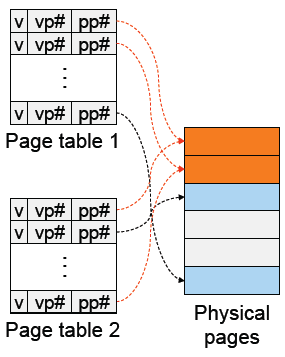 v vp# pp#
v vp# pp#
v vp# pp#
Page table 1
v vp# pp#
v vp# pp#
v vp# pp#
Page table 2
Physical
pages